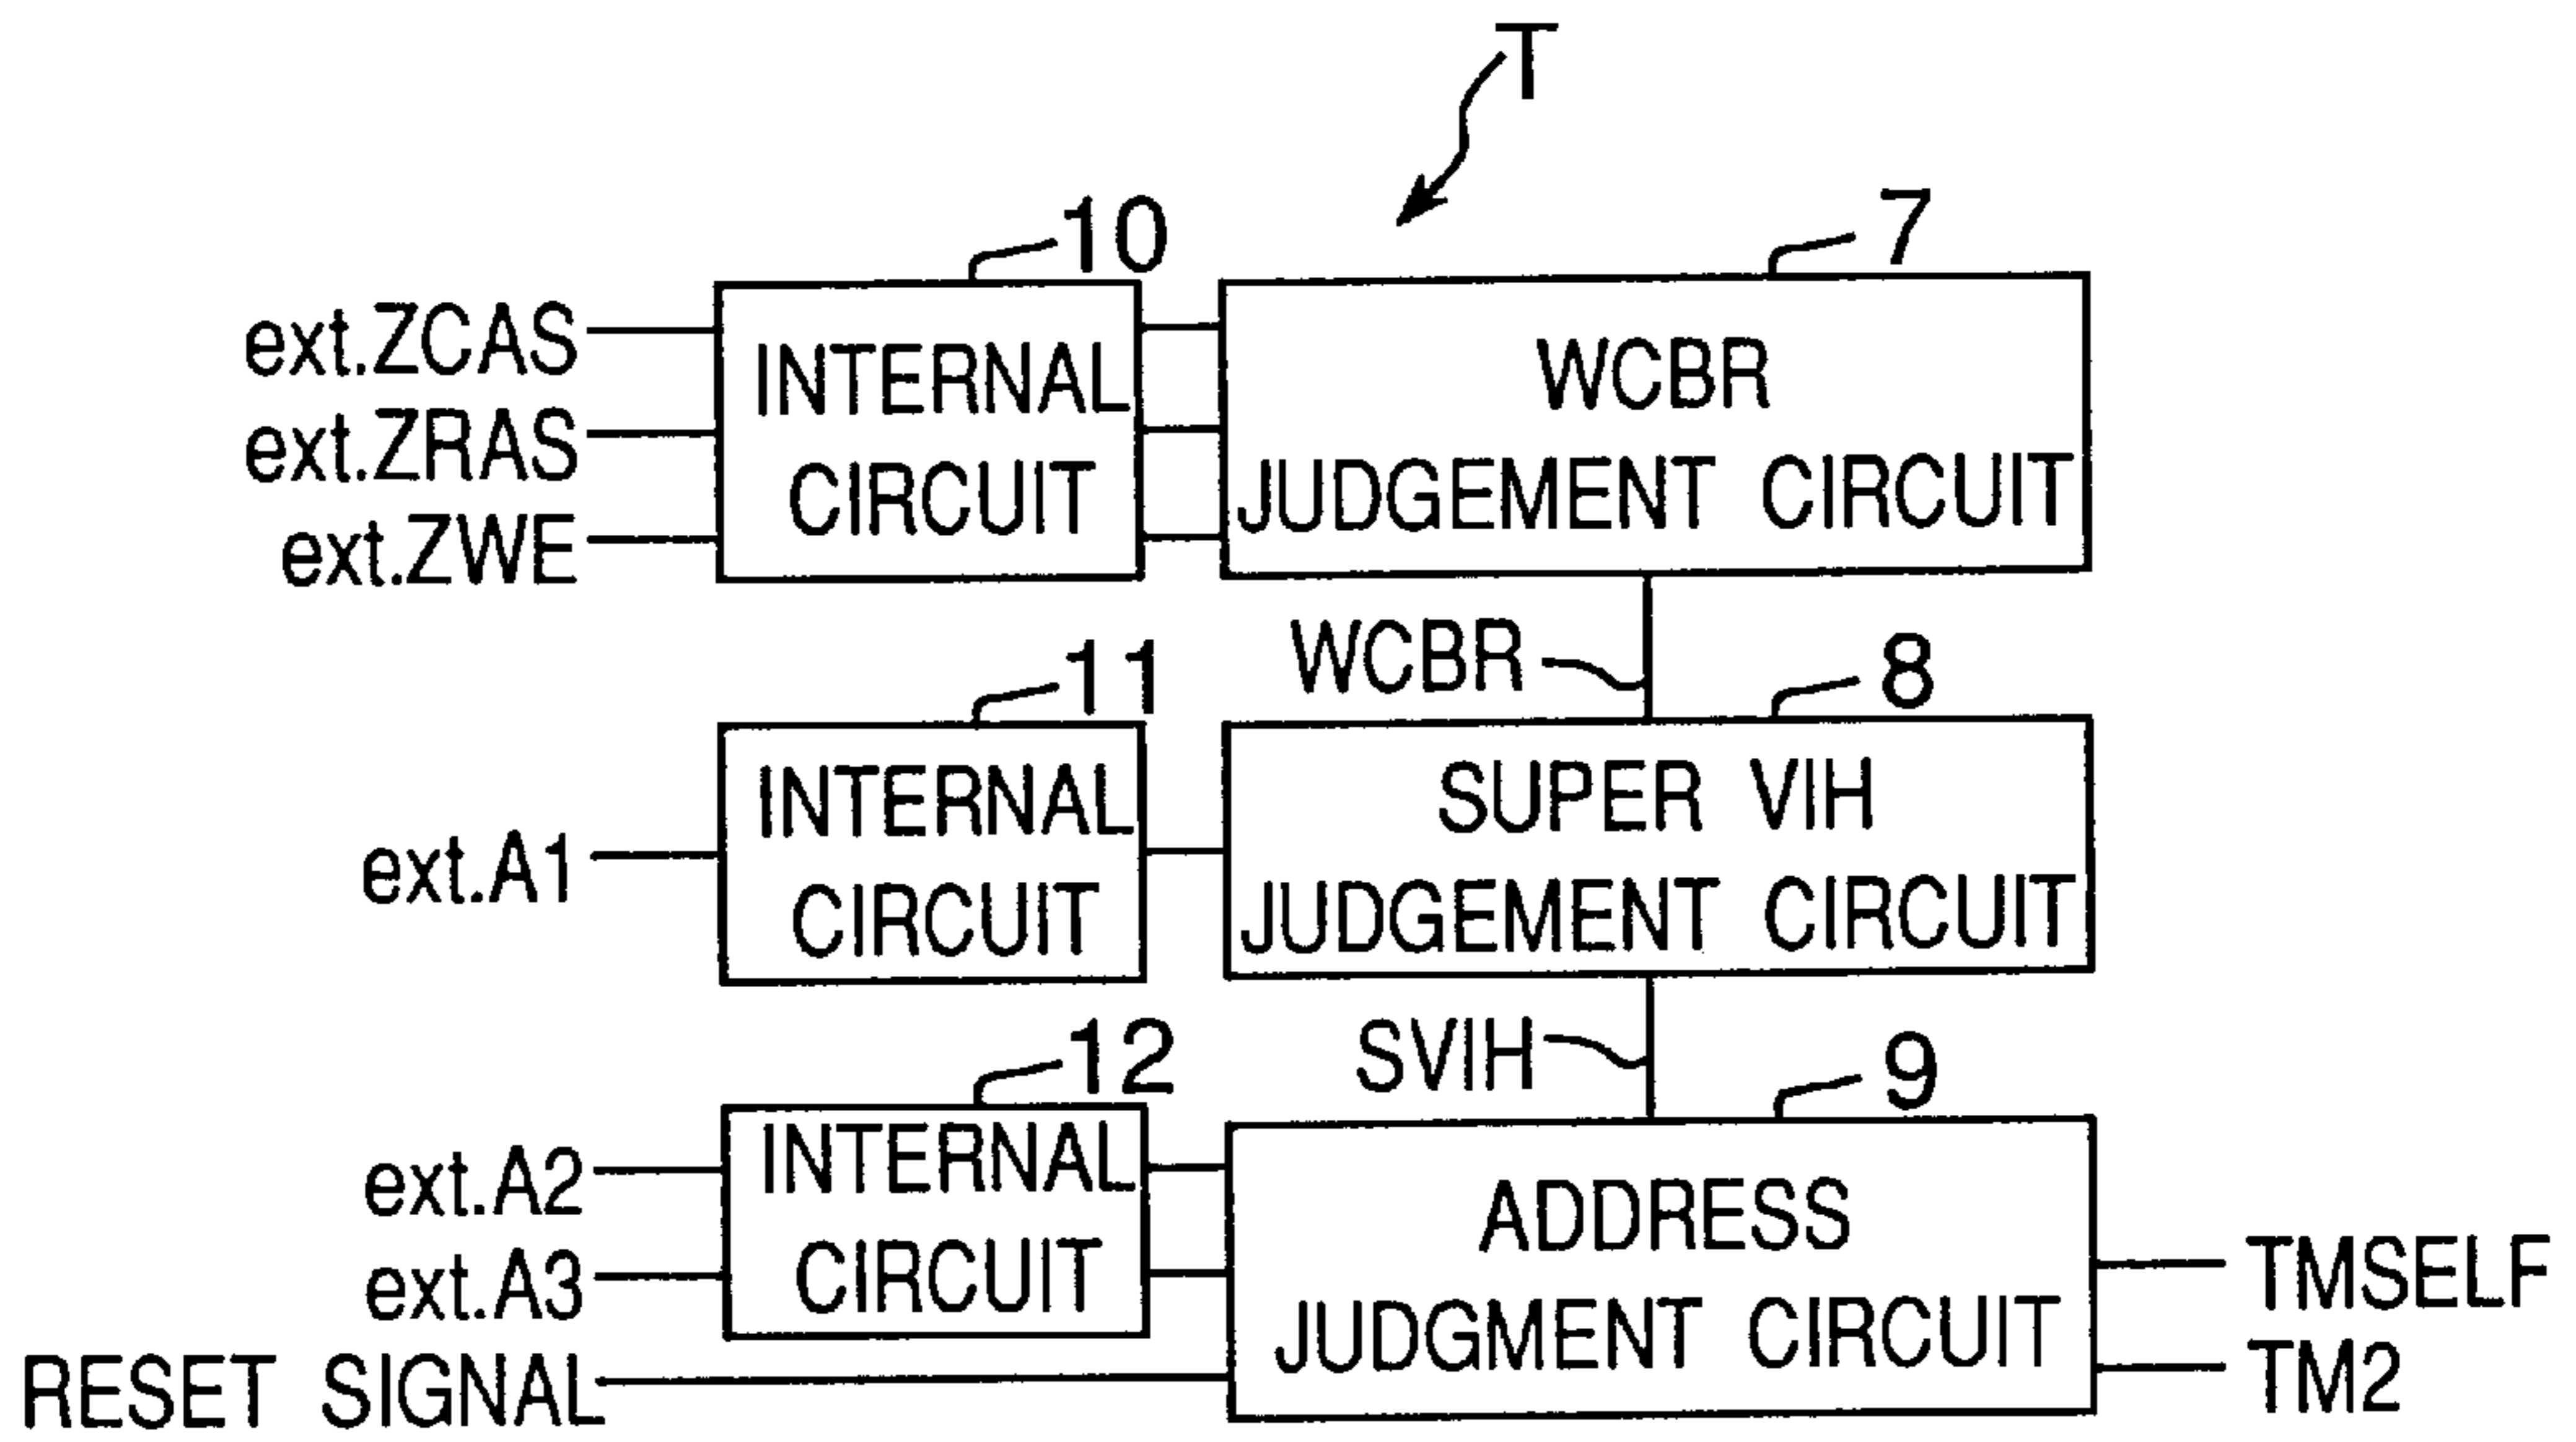 T
10
7
ext.ZCAS
ext.ZRAS
ext.ZWE
INTERNAL
CIRCUIT
WCBR
JUDGEMENT CIRCUIT
WCBR
11
8
ext.A1
INTERNAL
CIRCUIT
SUPER VIH
JUDGEMENT CIRCUIT
SVIH
12
9
ext.A2
ext.A3
RESET SIGNAL
INTERNAL
CIRCUIT
ADDRESS
JUDGMENT CIRCUIT
TMSELF
TM2